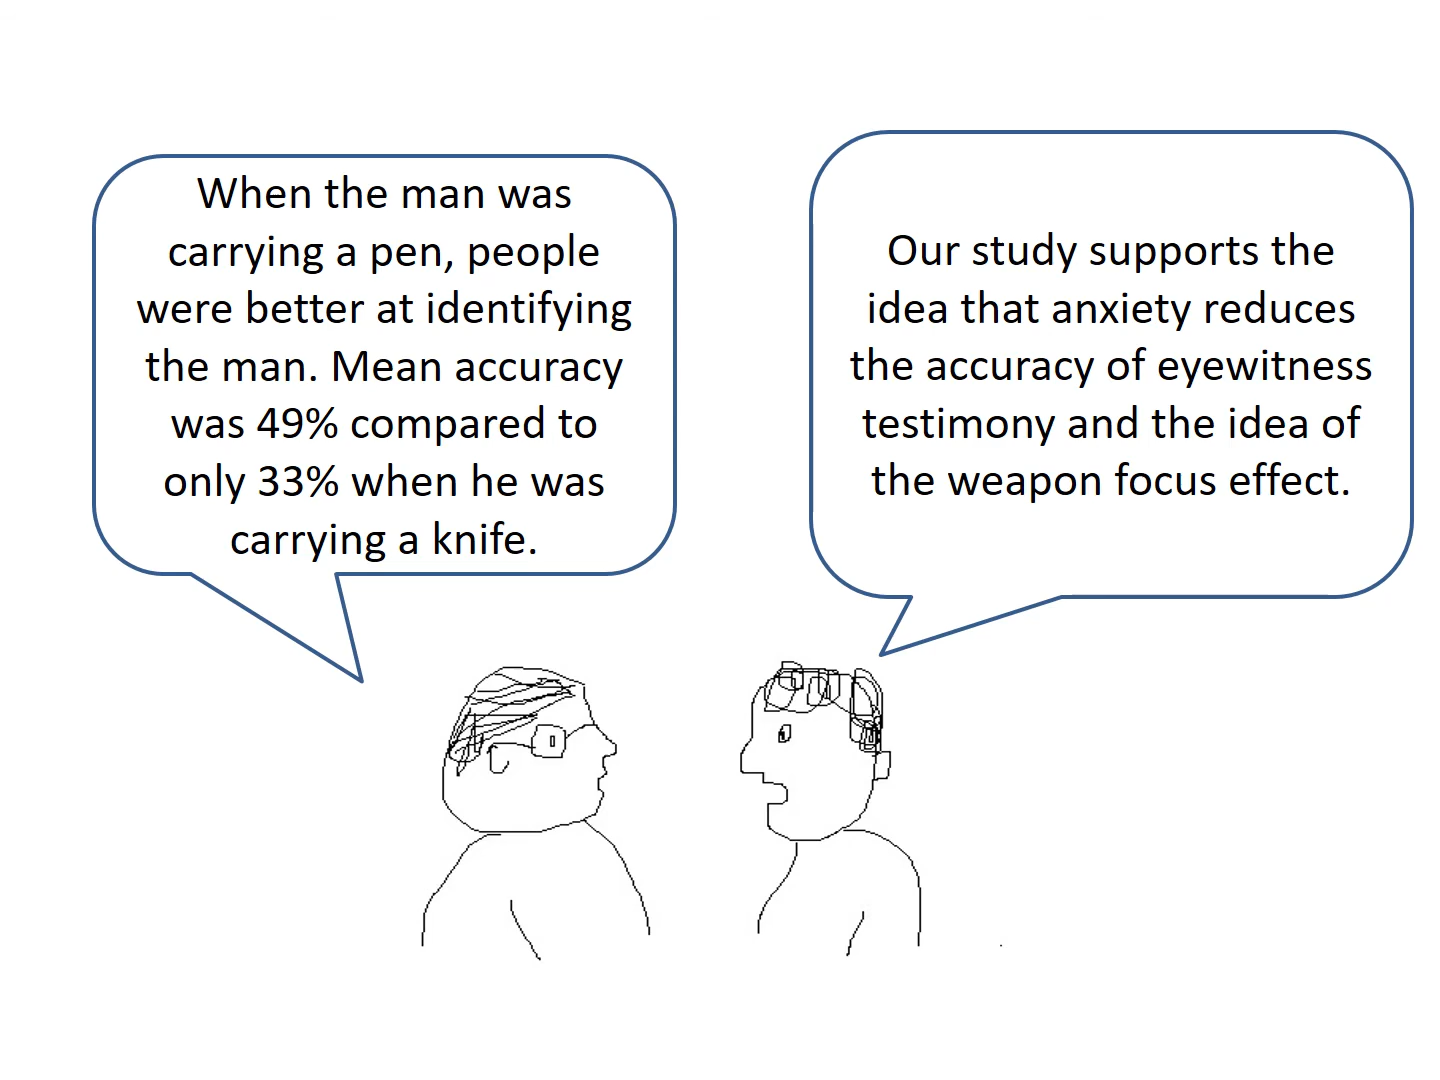 When the man was
carrying a pen, people
were better at identifying
the man. Mean accuracy
was 49% compared to
only 33% when he was
carrying a knife.
Our study supports the
idea that anxiety reduces
the accuracy of eyewitness
testimony and the idea of
the weapon focus effect.